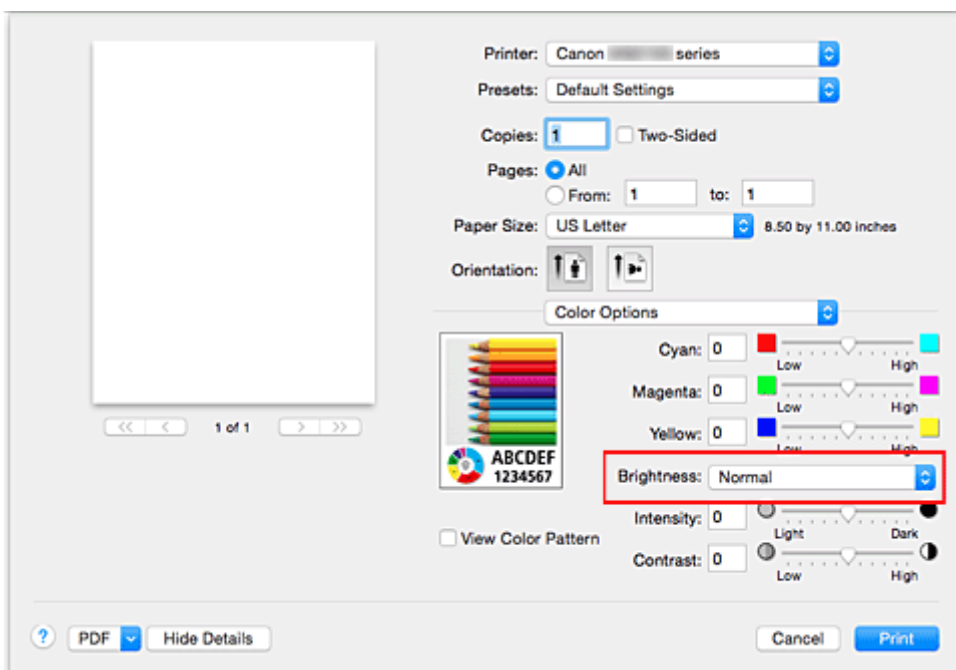 Printer: Canon series
Presets: Default Settings
Copies: 1 Two-Sided
Pages: All
From: 1 to: 1
Paper Size: US Letter 8.50 by 11.00 inches
Orientation:
Color Options
Cyan: 0
Low High
Magenta: 0
Low High
Yellow: 0
Low High
ABCDEF
1234567
Brightness: Normal
Intensity: 0
Light Dark
View Color Pattern
Contrast: 0
Low High
<< < 1 of 1 > >>
? PDF Hide Details Cancel Print